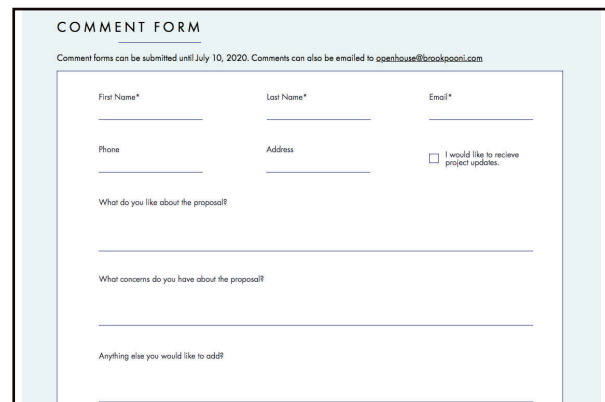 COMMENT FORM
Comment forms can be submitted until July 10, 2020. Comments can also be emailed to openhouse@brookpooni.com
First Name* Last Name* Email*
Phone Address I would like to recieve
project updates.
What do you like about the proposal?
What concerns do you have about the proposal?
Anything else you would like to add?